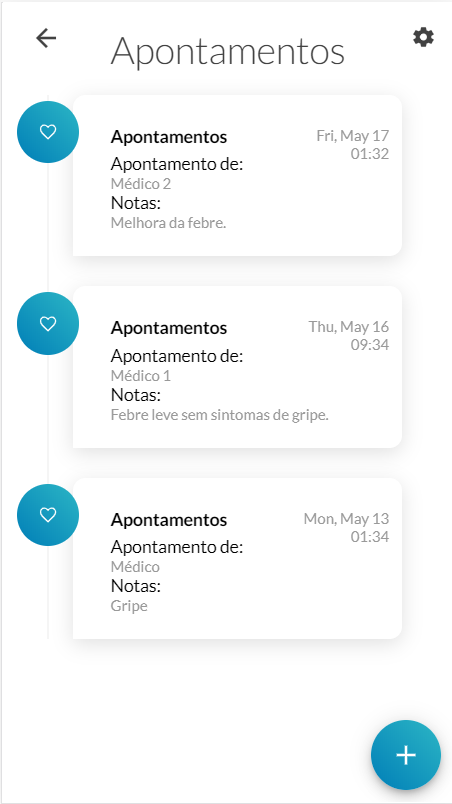 Apontamentos
Apontamentos
Fri, May 17
01:32
Apontamento de:
Médico 2
Notas:
Melhora da febre.
Apontamentos
Thu, May 16
09:34
Apontamento de:
Médico 1
Notas:
Febre leve sem sintomas de gripe.
Apontamentos
Mon, May 13
01:34
Apontamento de:
Médico
Notas:
Gripe